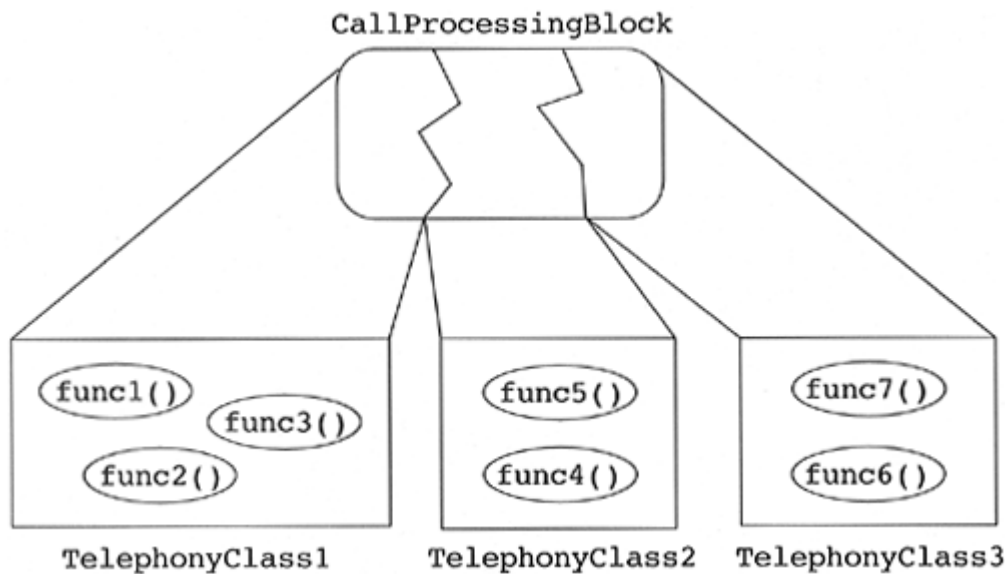 CallProcessingBlock
func1()
func3()
func2()
func5()
func4()
func7()
func6()
TelephonyClass1
TelephonyClass2
TelephonyClass3